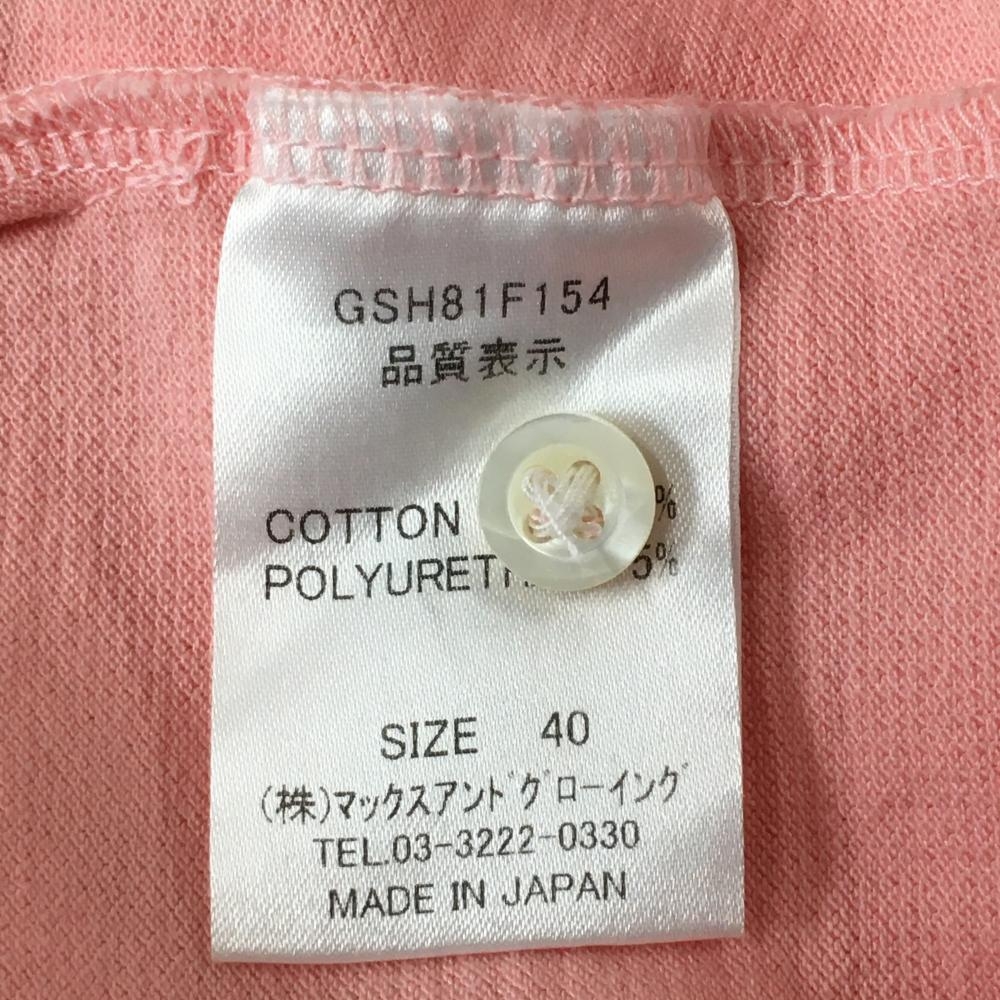 GSH81F154
品質表示
COTTON %
5%
SIZE 40
(株)マックスアンドグローイング
TEL.03-3222-0330
MADE IN JAPAN